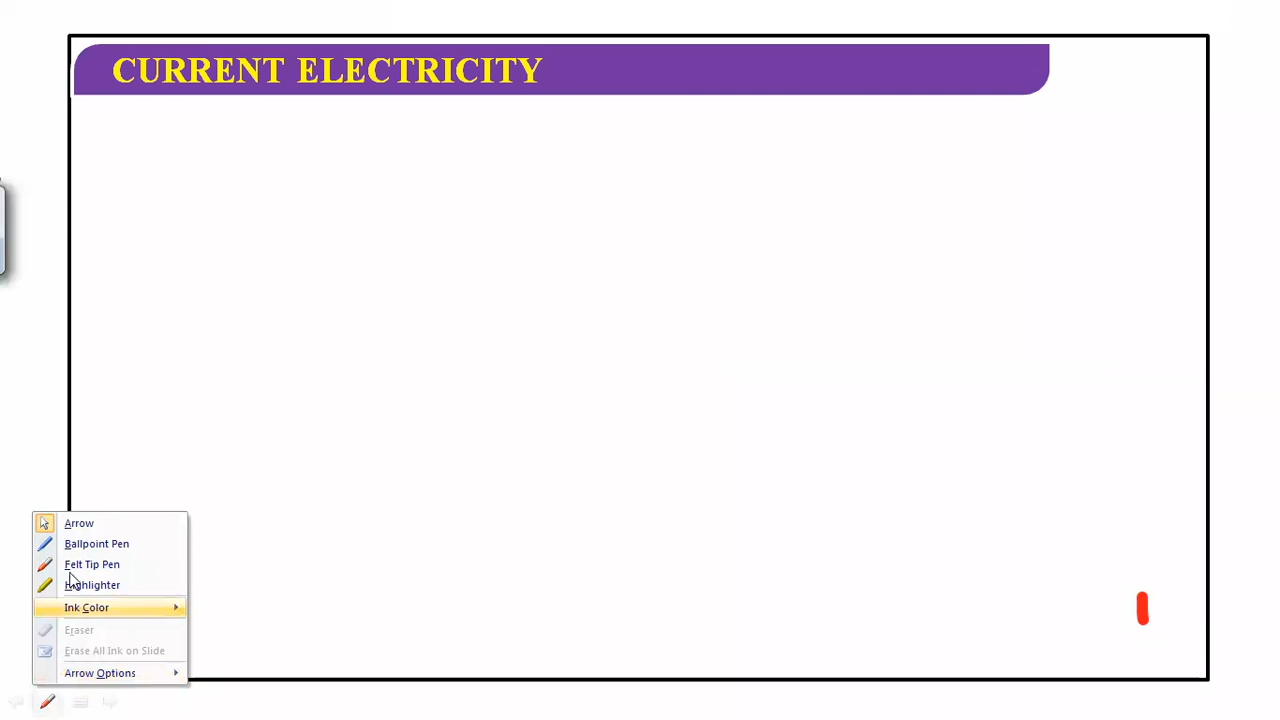 CURRENT ELECTRICITY
Arrow
Ballpoint Pen
Felt Tip Pen
Highlighter
Ink Color
Eraser
Erase All Ink on Slide
Arrow Options